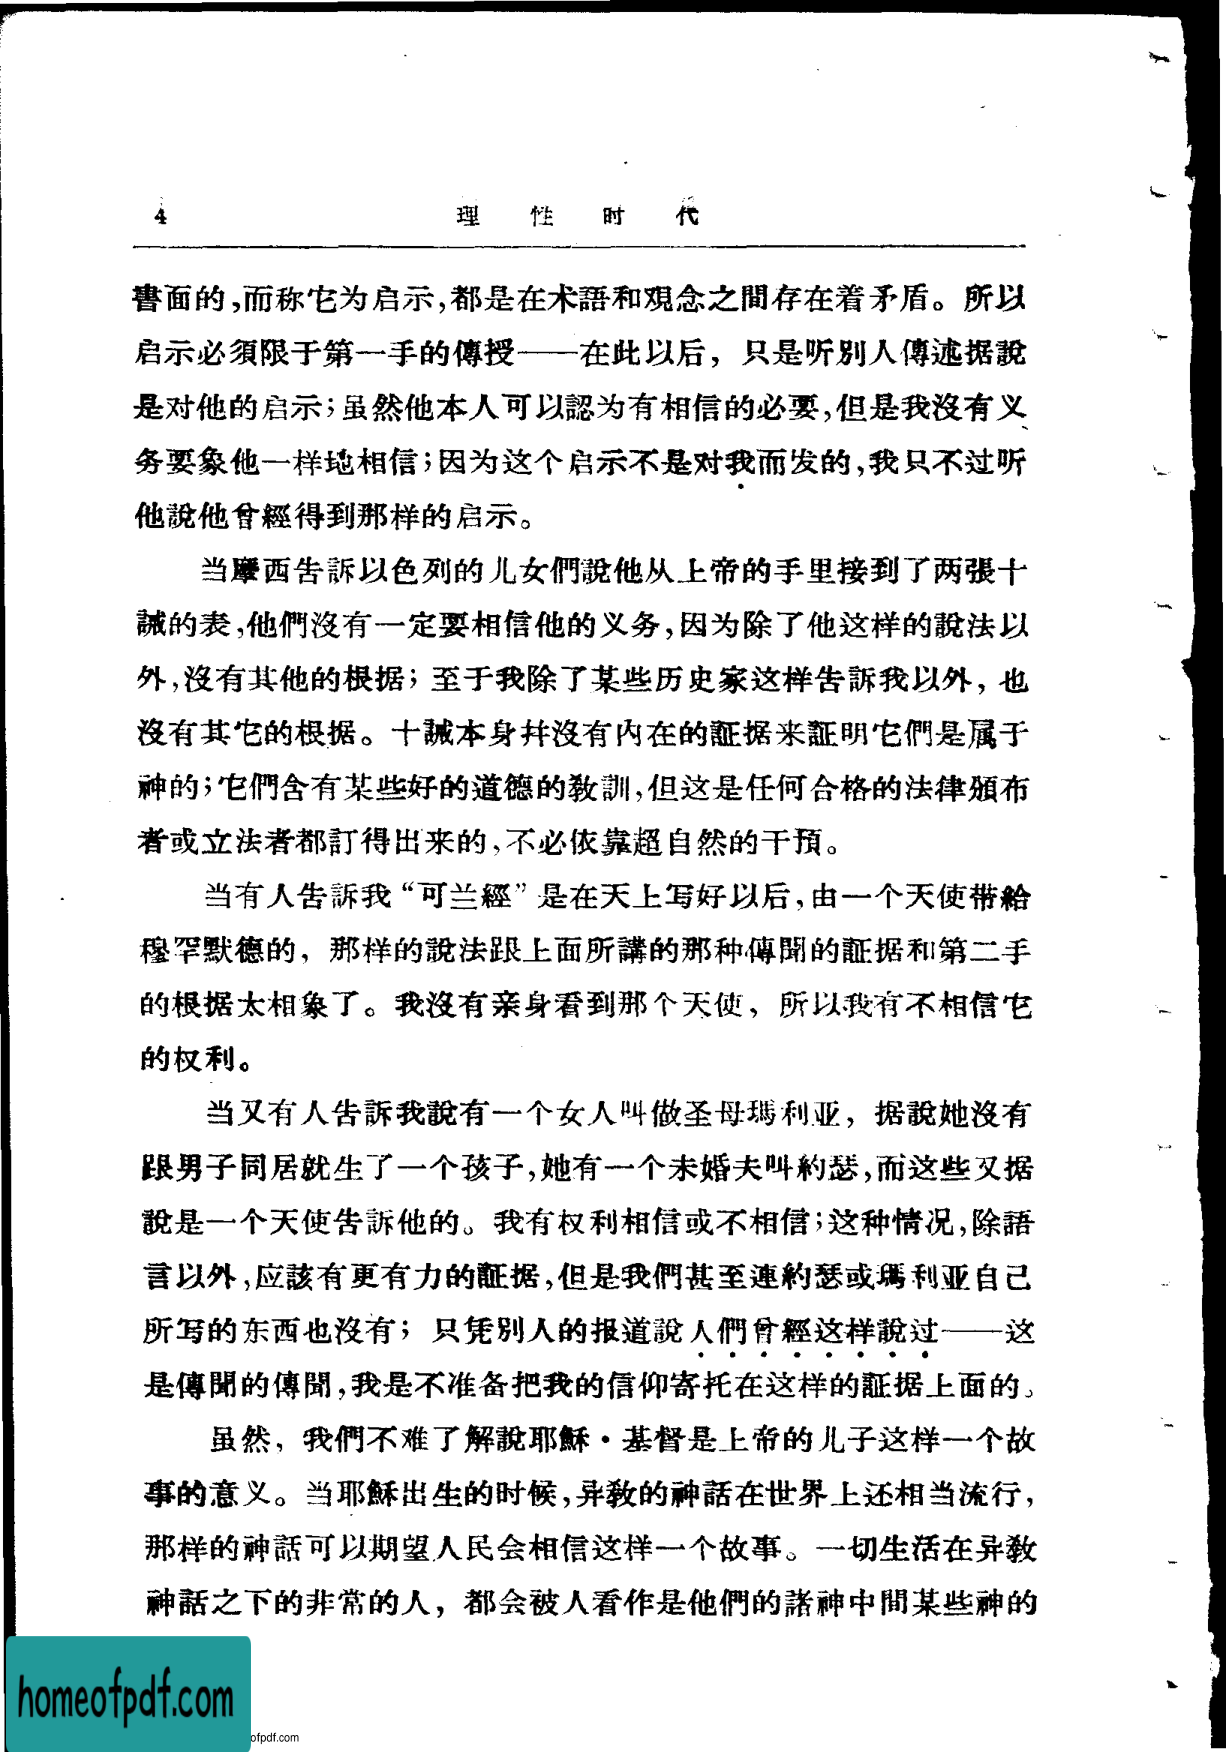 4 理性时代
書面的,而称它为启示,都是在术語和观念之間存在着矛盾。所以
启示必須限于第一手的傳授——在此以后，只是听別人傳述据說
是对他的启示;虽然他本人可以認为有相信的必要,但是我沒有义
务要象他一样地相信;因为这个启示不是对我而发的,我只不过听
他說他曾經得到那样的启示。
当摩西告訴以色列的儿女們說他从上帝的手里接到了两張十
誡的表,他們沒有一定要相信他的义务,因为除了他这样的說法以
外,沒有其他的根据；至于我除了某些历史家这样告訴我以外，也
沒有其它的根据。十誡本身幷沒有內在的証据来証明它們是属于
神的;它們含有某些好的道德的敎訓,但这是任何合格的法律頒布
者或立法者都訂得出来的,不必依靠超自然的干預。
当有人告訴我“可兰經”是在天上写好以后,由一个天使带給
穆罕默德的，那样的說法跟上面所講的那种傳聞的証据和第二手
的根据太相象了。我沒有亲身看到那个天使，所以我有不相信它
的权利。
当又有人告訴我說有一个女人叫做圣母瑪利亚，据說她沒有
跟男子同居就生了一个孩子,她有一个未婚夫叫約瑟,而这些又据
說是一个天使告訴他的。我有权利相信或不相信;这种情况,除語
言以外,应該有更有力的証据,但是我們甚至連約瑟或瑪利亚自己
所写的东西也沒有；只凭別人的报道說人們曾經这样說过——这
是傳聞的傳聞,我是不准备把我的信仰寄托在这样的証据上面的。
虽然，我們不难了解說耶穌·基督是上帝的儿子这样一个故
事的意义。当耶穌出生的时候,异敎的神話在世界上还相当流行,
那样的神話可以期望人民会相信这样一个故事。一切生活在异敎
神話之下的非常的人，都会被人看作是他們的諸神中間某些神的
homeofpdf.com
ofpdf.com